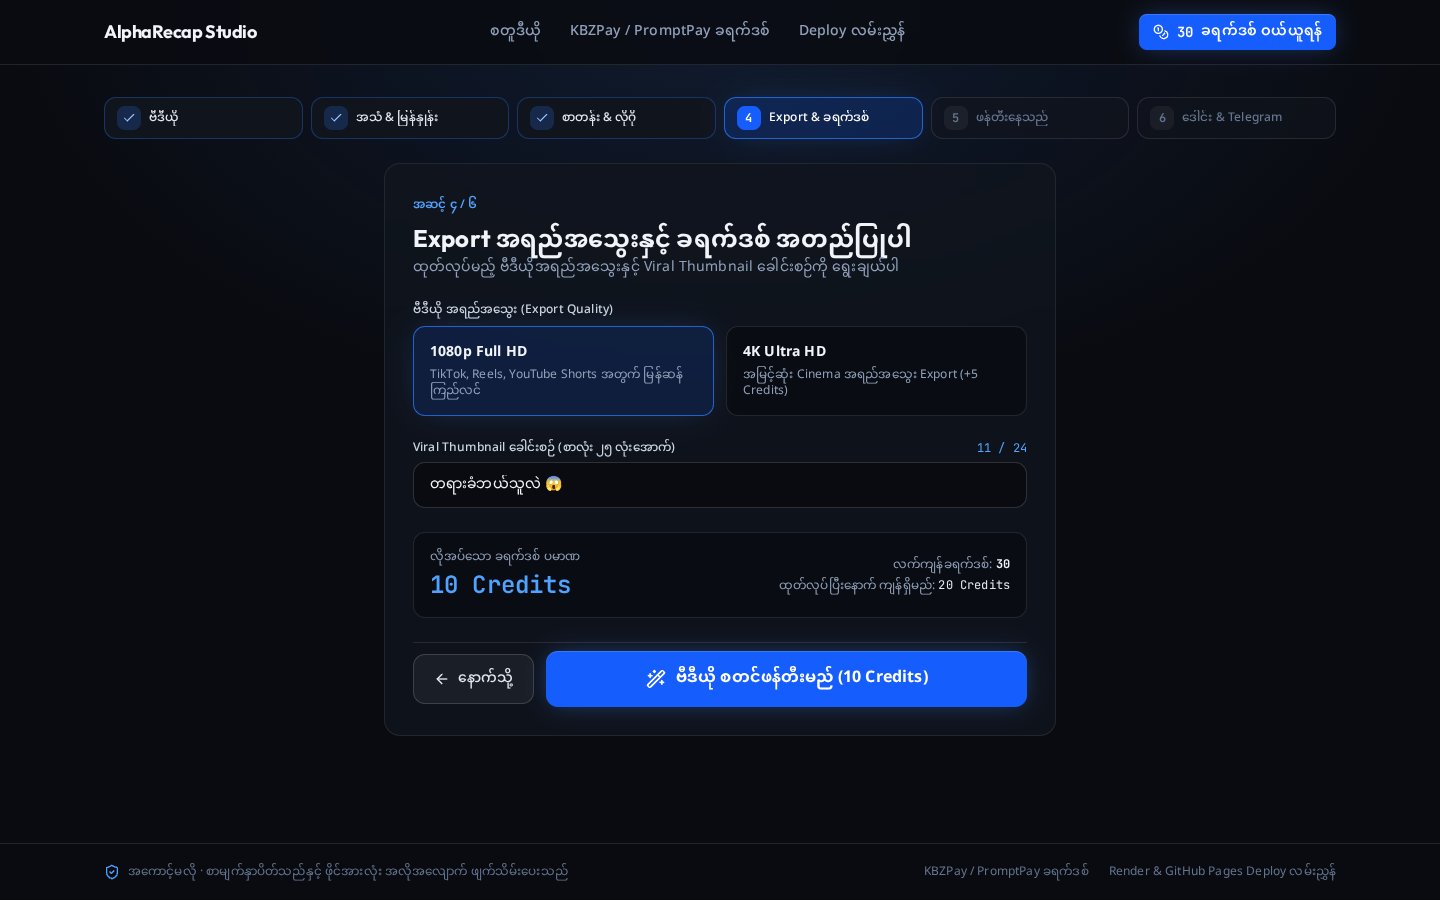 AlphaRecap Studio
စတူဒီယို
KBZPay / PromptPay ခရက်ဒစ်
Deploy လမ်းညွှန်
30 ခရက်ဒစ် ဝယ်ယူရန်
ဗီဒီယို
အသံ & မြန်နှုန်း
စာတန်း & လိုဂို
4 Export & ခရက်ဒစ်
5 ဖန်တီးနေသည်
6 ဒေါင်း & Telegram
အဆင့် ၄ / ၆
Export အရည်အသွေးနှင့် ခရက်ဒစ် အတည်ပြုပါ
ထုတ်လုပ်မည့် ဗီဒီယိုအရည်အသွေးနှင့် Viral Thumbnail ခေါင်းစဉ်ကို ရွေးချယ်ပါ
ဗီဒီယို အရည်အသွေး (Export Quality)
1080p Full HD
TikTok, Reels, YouTube Shorts အတွက် မြန်ဆန်
ကြည်လင်
4K Ultra HD
အမြင့်ဆုံး Cinema အရည်အသွေး Export (+5
Credits)
Viral Thumbnail ခေါင်းစဉ် (စာလုံး ၂၅ လုံးအောက်)
11 / 24
တရားခံဘယ်သူလဲ 😱
လိုအပ်သော ခရက်ဒစ် ပမာဏ
10 Credits
လက်ကျန်ခရက်ဒစ်: 30
ထုတ်လုပ်ပြီးနောက် ကျန်ရှိမည်: 20 Credits
နောက်သို့
ဗီဒီယို စတင်ဖန်တီးမည် (10 Credits)
အကောင့်မလို · စာမျက်နှာပိတ်သည်နှင့် ဖိုင်အားလုံး အလိုအလျောက် ဖျက်သိမ်းပေးသည်
KBZPay / PromptPay ခရက်ဒစ်
Render & GitHub Pages Deploy လမ်းညွှန်